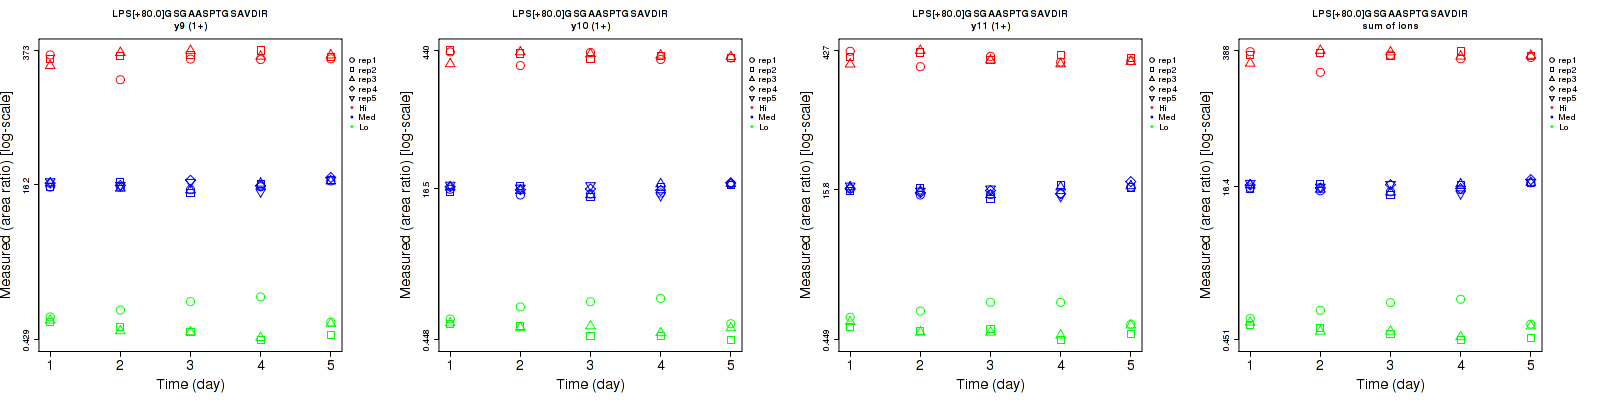 LPS[+80.0]GSGAASPTGSAVDIR
y9 (1+)
Measured (area ratio) [log-scale]
373
16.2
0.429
1 2 3 4 5
Time (day)
rep1
rep2
rep3
rep4
rep5
Hi
Med
Lo
LPS[+80.0]GSGAASPTGSAVDIR
y10 (1+)
Measured (area ratio) [log-scale]
440
16.5
0.448
1 2 3 4 5
Time (day)
rep1
rep2
rep3
rep4
rep5
Hi
Med
Lo
LPS[+80.0]GSGAASPTGSAVDIR
y11 (1+)
Measured (area ratio) [log-scale]
427
15.8
0.449
1 2 3 4 5
Time (day)
rep1
rep2
rep3
rep4
rep5
Hi
Med
Lo
LPS[+80.0]GSGAASPTGSAVDIR
sum of ions
Measured (area ratio) [log-scale]
388
16.4
0.451
1 2 3 4 5
Time (day)
rep1
rep2
rep3
rep4
rep5
Hi
Med
Lo